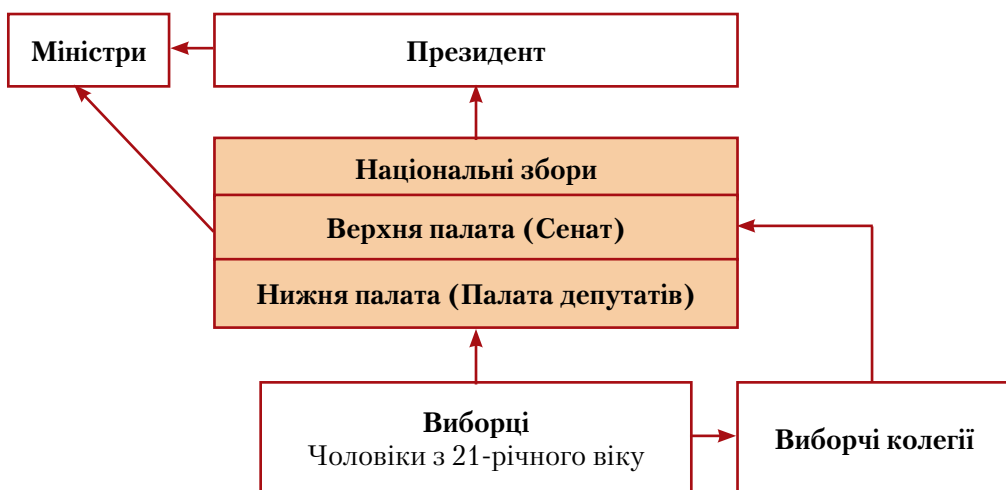 Міністри
Президент
Національні збори
Верхня палата (Сенат)
Нижня палата (Палата депутатів)
Виборці
Чоловіки з 21-річного віку
Виборчі колегії